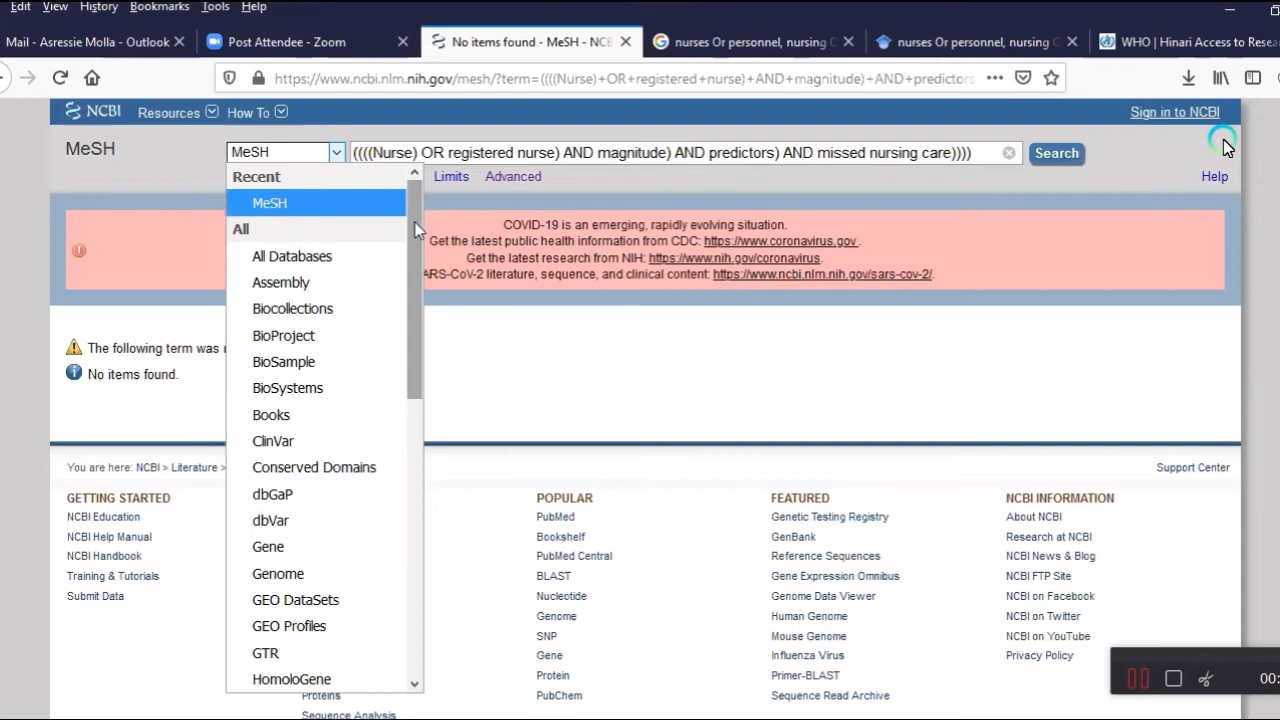 Edit View History Bookmarks Tools Help
Mail - Asressie Molla - Outlook
Post Attendee - Zoom
No items found - MeSH - NCB
nurses Or personnel, nursing
nurses Or personnel, nursing
WHO | Hinari Access to Resea
https://www.ncbi.nlm.nih.gov/mesh/?term=((((Nurse)+OR+registered+nurse)+AND+magnitude)+AND+predictors
NCBI Resources How To Sign in to NCBI
MeSH
MeSH
((((Nurse) OR registered nurse) AND magnitude) AND predictors) AND missed nursing care))))
Search
Limits Advanced Help
Recent
MeSH
All
All Databases
Assembly
Biocollections
BioProject
BioSample
BioSystems
Books
ClinVar
Conserved Domains
dbGaP
dbVar
Gene
Genome
GEO DataSets
GEO Profiles
GTR
HomoloGene
COVID-19 is an emerging, rapidly evolving situation.
Get the latest public health information from CDC: https://www.coronavirus.gov.
Get the latest research from NIH: https://www.nih.gov/coronavirus.
ARS-CoV-2 literature, sequence, and clinical content: https://www.ncbi.nlm.nih.gov/sars-cov-2/.
The following term was
No items found.
You are here: NCBI > Literature >
Support Center
GETTING STARTED
NCBI Education
NCBI Help Manual
NCBI Handbook
Training & Tutorials
Submit Data
Proteins
Sequence Analysis
POPULAR
PubMed
Bookshelf
PubMed Central
BLAST
Nucleotide
Genome
SNP
Gene
Protein
PubChem
FEATURED
Genetic Testing Registry
GenBank
Reference Sequences
Gene Expression Omnibus
Genome Data Viewer
Human Genome
Mouse Genome
Influenza Virus
Primer-BLAST
Sequence Read Archive
NCBI INFORMATION
About NCBI
Research at NCBI
NCBI News & Blog
NCBI FTP Site
NCBI on Facebook
NCBI on Twitter
NCBI on YouTube
Privacy Policy
00: